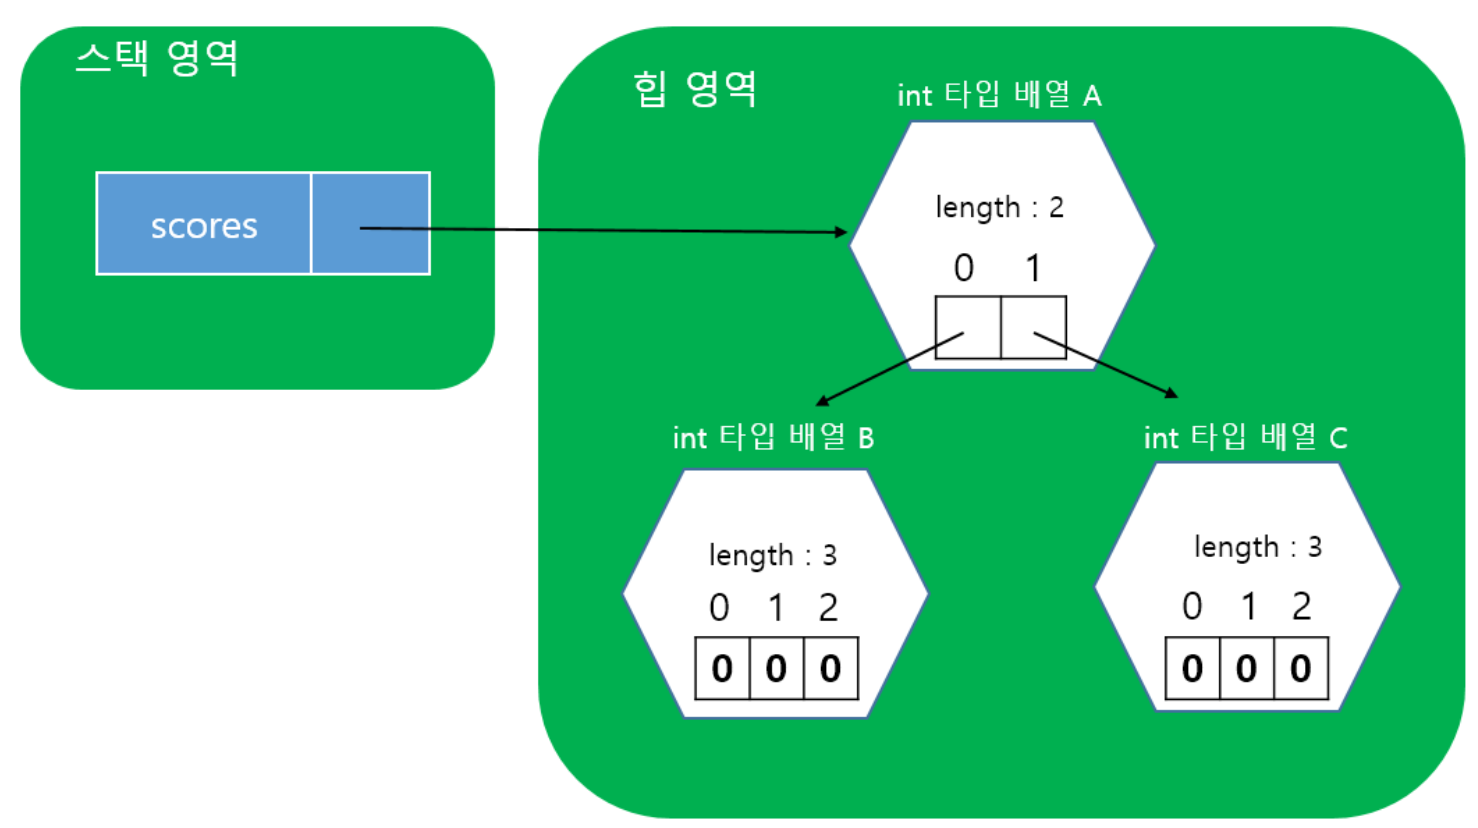 스택 영역
scores
힙 영역
int 타입 배열 A
length : 2
0 1
int 타입 배열 B
length : 3
0 1 2
0 0 0
int 타입 배열 C
length : 3
0 1 2
0 0 0